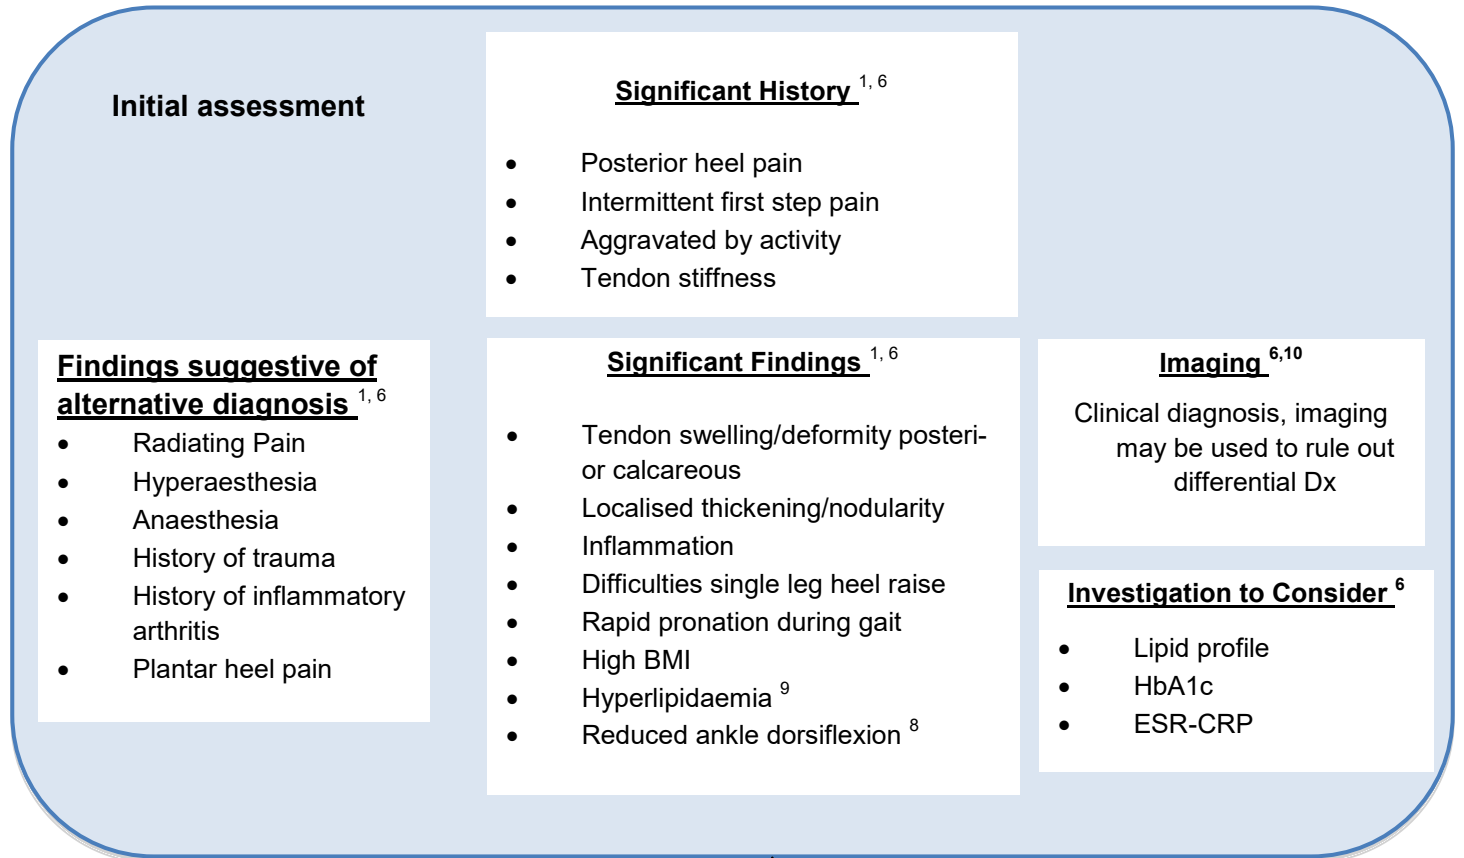 Initial assessment
Significant History 1, 6
• Posterior heel pain
• Intermittent first step pain
• Aggravated by activity
• Tendon stiffness
Findings suggestive of
alternative diagnosis 1, 6
• Radiating Pain
• Hyperaesthesia
• Anaesthesia
• History of trauma
• History of inflammatory
arthritis
• Plantar heel pain
Significant Findings 1, 6
• Tendon swelling/deformity posteri-
or calcareous
• Localised thickening/nodularity
• Inflammation
• Difficulties single leg heel raise
• Rapid pronation during gait
• High BMI
• Hyperlipidaemia 9
• Reduced ankle dorsiflexion 8
Imaging 6,10
Clinical diagnosis, imaging
may be used to rule out
differential Dx
Investigation to Consider 6
• Lipid profile
• HbA1c
• ESR-CRP